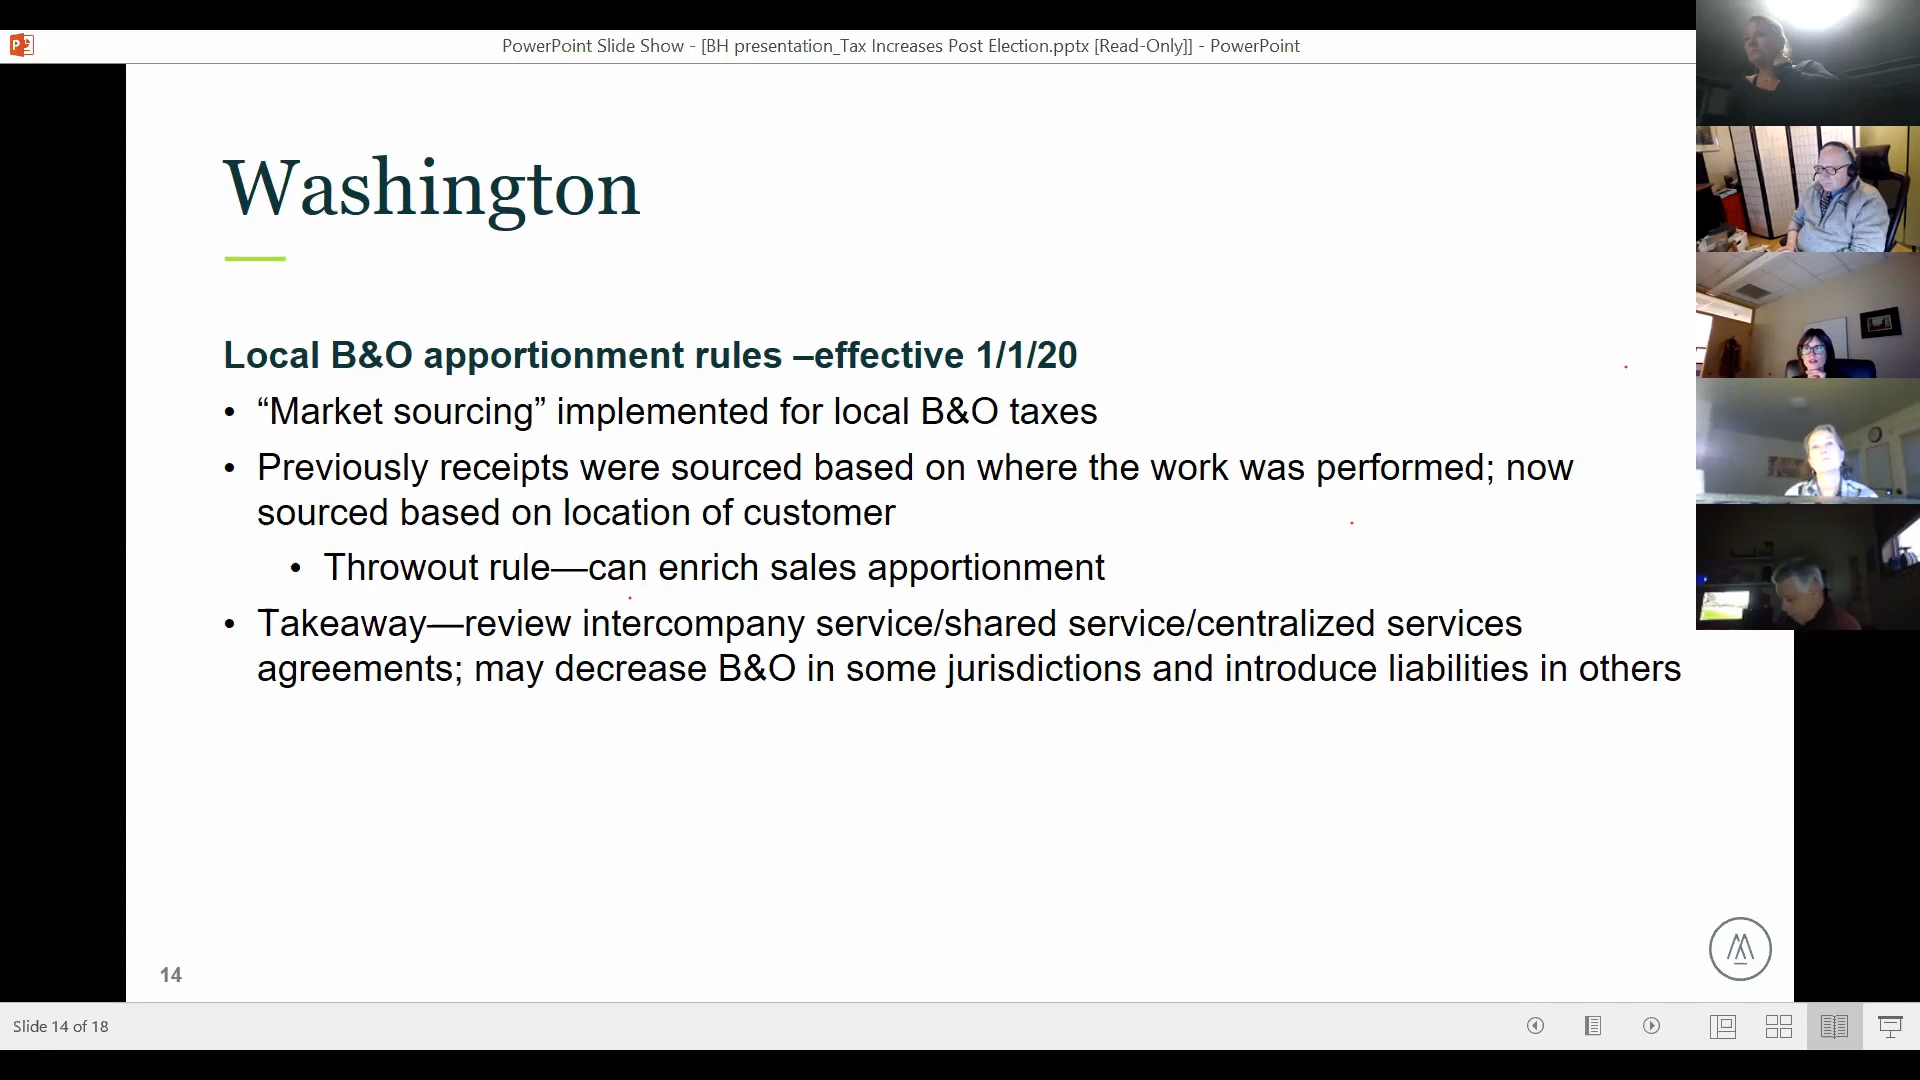 PowerPoint Slide Show - [BH presentation_Tax Increases Post Election.pptx [Read-Only]] - PowerPoint
Washington
Local B&O apportionment rules –effective 1/1/20
• “Market sourcing” implemented for local B&O taxes
• Previously receipts were sourced based on where the work was performed; now
sourced based on location of customer
• Throwout rule—can enrich sales apportionment
• Takeaway—review intercompany service/shared service/centralized services
agreements; may decrease B&O in some jurisdictions and introduce liabilities in others
14
Slide 14 of 18